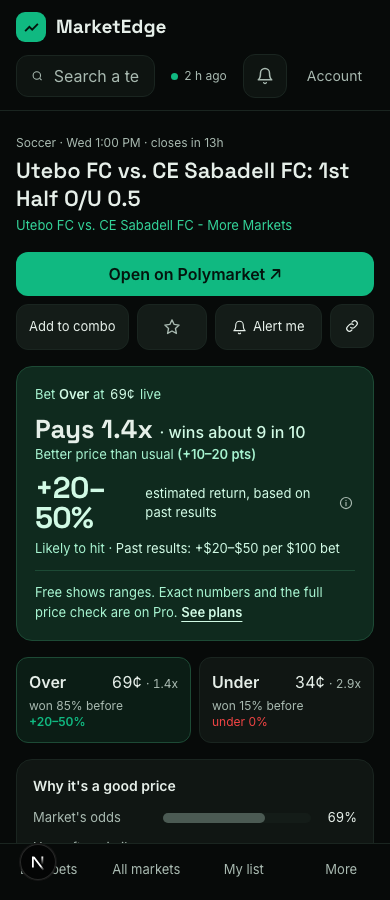 MarketEdge
Search a te
2 h ago
Account
Soccer · Wed 1:00 PM · closes in 13h
Utebo FC vs. CE Sabadell FC: 1st
Half O/U 0.5
Utebo FC vs. CE Sabadell FC - More Markets
Open on Polymarket ↗
Add to combo
Alert me
Bet Over at 69¢ live
Pays 1.4x · wins about 9 in 10
Better price than usual (+10–20 pts)
+20–
50%
estimated return, based on
past results
Likely to hit · Past results: +$20–$50 per $100 bet
Free shows ranges. Exact numbers and the full
price check are on Pro. See plans
Over 69¢ · 1.4x
won 85% before
+20–50%
Under 34¢ · 2.9x
won 15% before
under 0%
Why it's a good price
Market's odds 69%
N
bets
All markets
My list
More